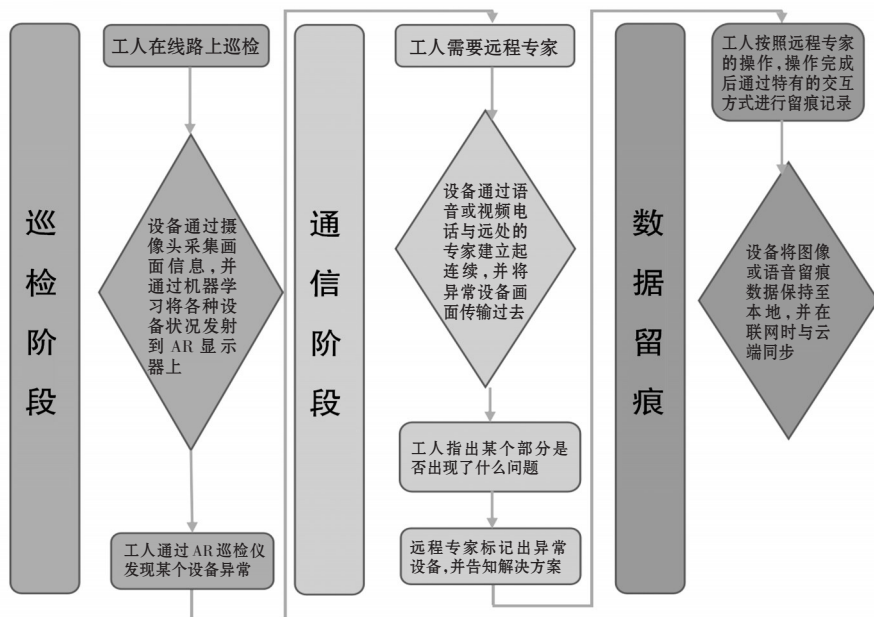 巡检阶段
工人在线路上巡检
设备通过摄
像头采集画
面信息,并
通过机器学
习将各种设
备状况发射
到 AR 显示
器上
工人通过 AR 巡检仪
发现某个设备异常
通信阶段
工人需要远程专家
设备通过语
音或视频电
话与远处的
专家建立起
连续,并将
异常设备画
面传输过去
工人指出某个部分是
否出现了什么问题
远程专家标记出异常
设备,并告知解决方案
数据留痕
工人按照远程专家
的操作,操作完成
后通过特有的交互
方式进行留痕记录
设备将图像
或语音留痕
数据保持至
本地,并在
联网时与云
端同步